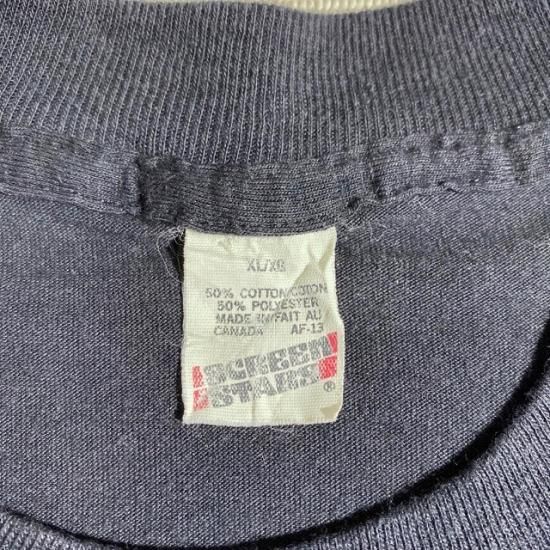 XL/XG
50% COTTON/COTON
50% POLYESTER
MADE IN/FAIT AU
CANADA AF-13
SCREEN
STARS ®